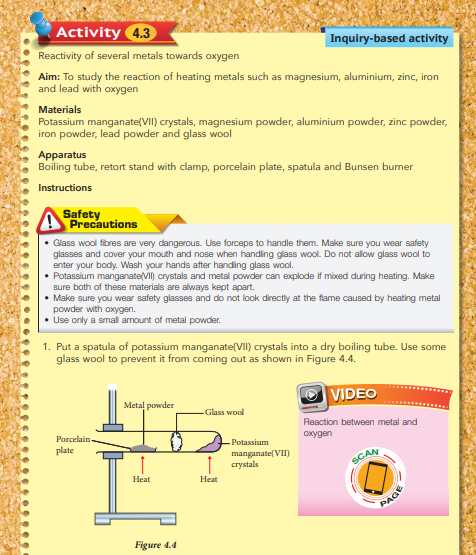 Activity 4.3
Inquiry-based activity
Reactivity of several metals towards oxygen
Aim: To study the reaction of heating metals such as magnesium, aluminium, zinc, iron
and lead with oxygen
Materials
Potassium manganate(VII) crystals, magnesium powder, aluminium powder, zinc powder,
iron powder, lead powder and glass wool
Apparatus
Boiling tube, retort stand with clamp, porcelain plate, spatula and Bunsen burner
Instructions
Safety
Precautions
• Glass wool fibres are very dangerous. Use forceps to handle them. Make sure you wear safety
glasses and cover your mouth and nose when handling glass wool. Do not allow glass wool to
enter your body. Wash your hands after handling glass wool.
• Potassium manganate(VII) crystals and metal powder can explode if mixed during heating. Make
sure both of these materials are always kept apart.
• Make sure you wear safety glasses and do not look directly at the flame caused by heating metal
powder with oxygen.
• Use only a small amount of metal powder.
1. Put a spatula of potassium manganate(VII) crystals into a dry boiling tube. Use some
glass wool to prevent it from coming out as shown in Figure 4.4.
Metal powder
Glass wool
Porcelain
plate
Potassium
manganate(VII)
crystals
Heat
Heat
Figure 4.4
VIDEO
Reaction between metal and
oxygen
SCAN
PAGE